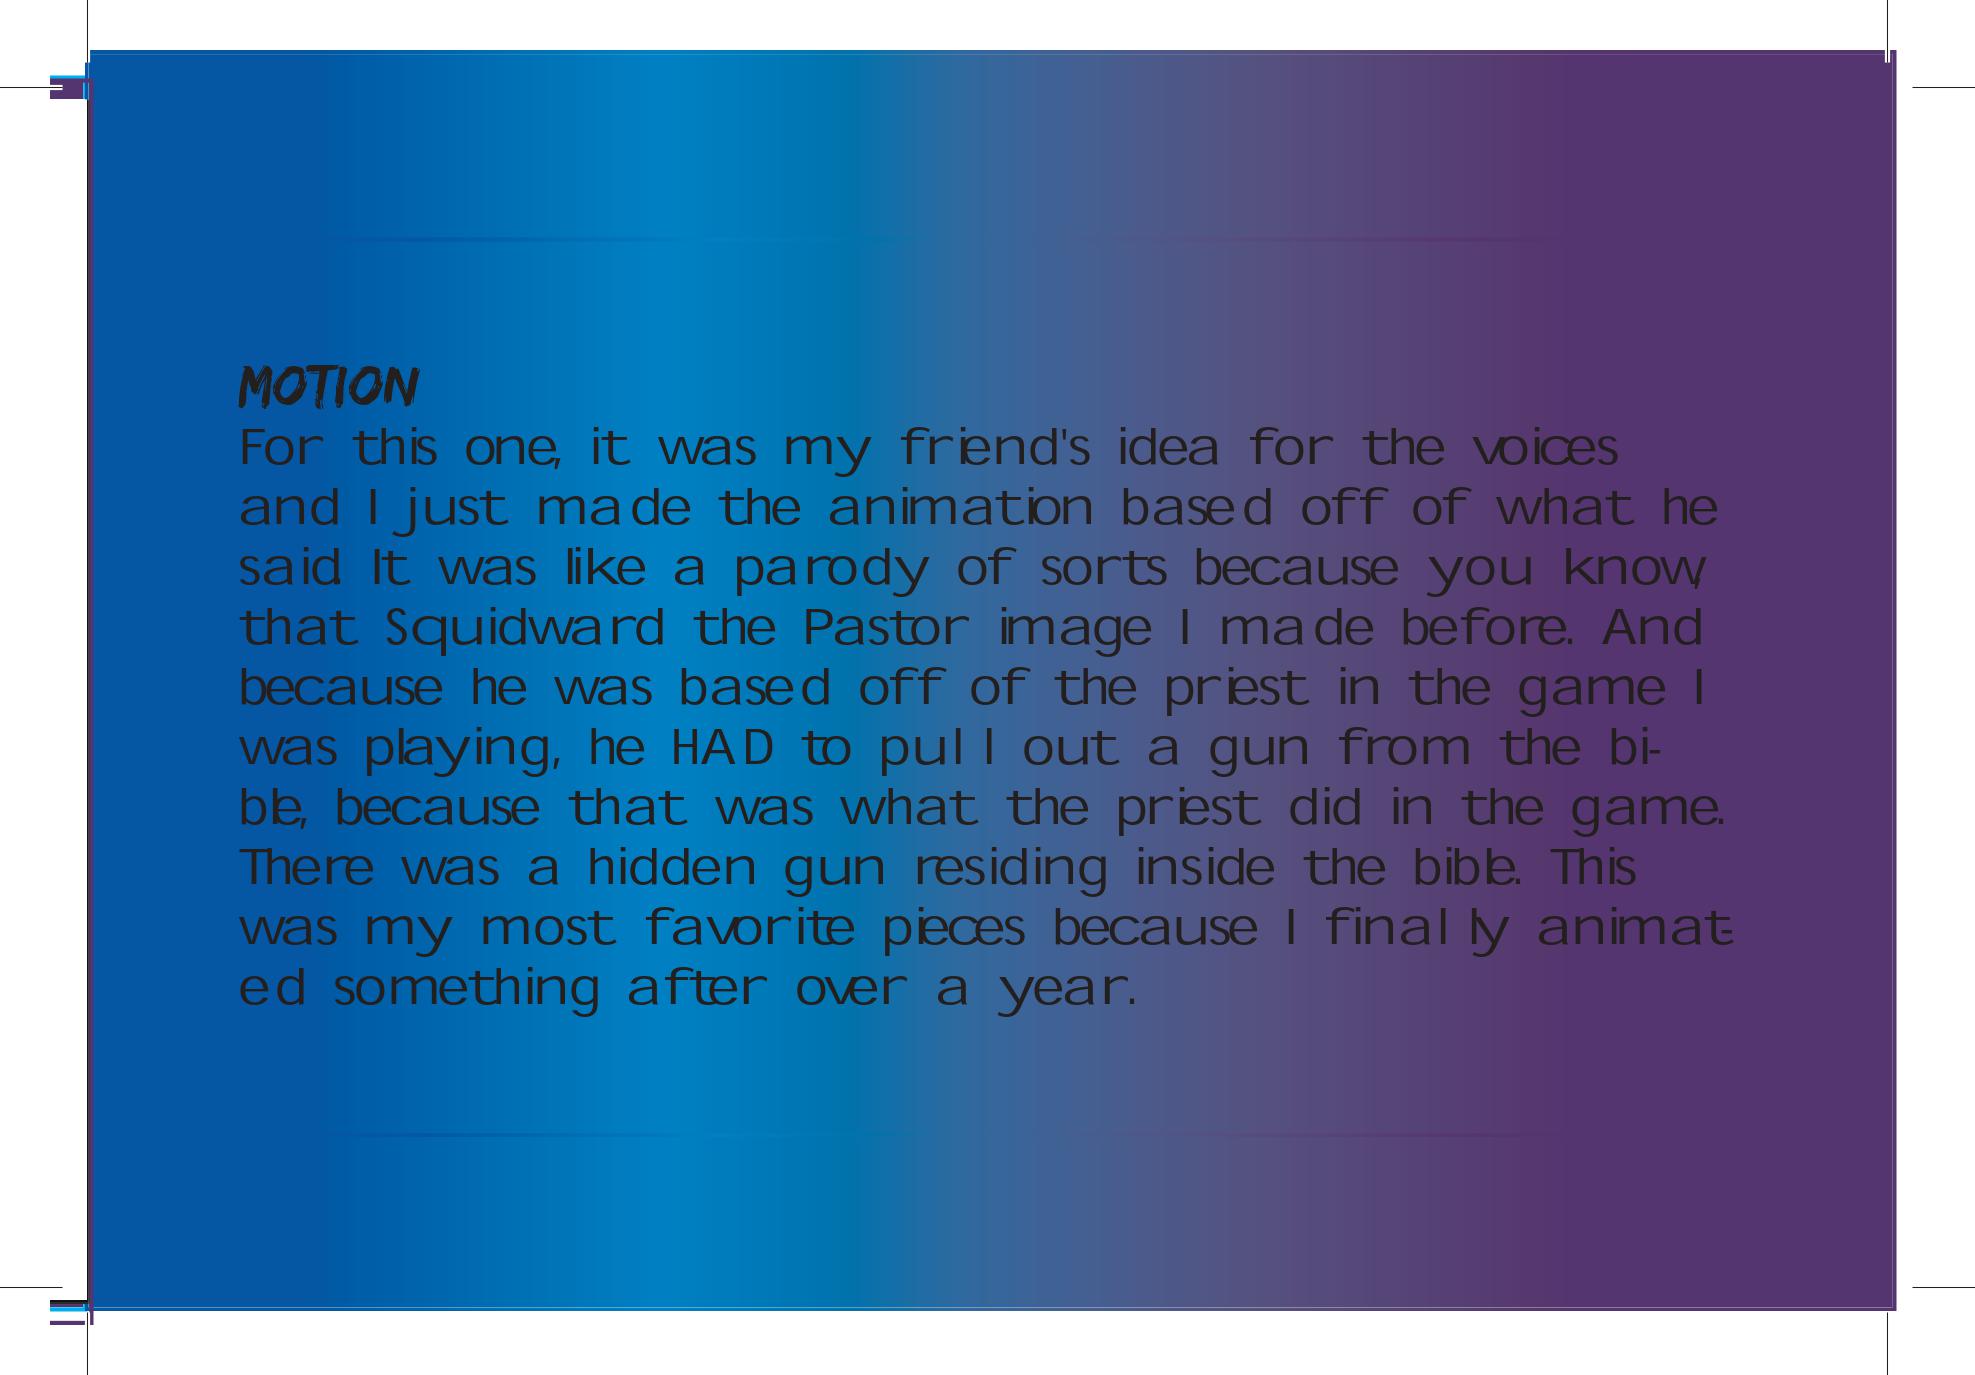 MOTION
For this one, it was my friend's idea for the voices
and I just made the animation based off of what he
said. It was like a parody of sorts because you know,
that Squidward the Pastor image I made before. And
because he was based off of the priest in the game I
was playing, he HAD to pull out a gun from the bi-
ble, because that was what the priest did in the game.
There was a hidden gun residing inside the bible. This
was my most favorite pieces because I finally animat-
ed something after over a year.